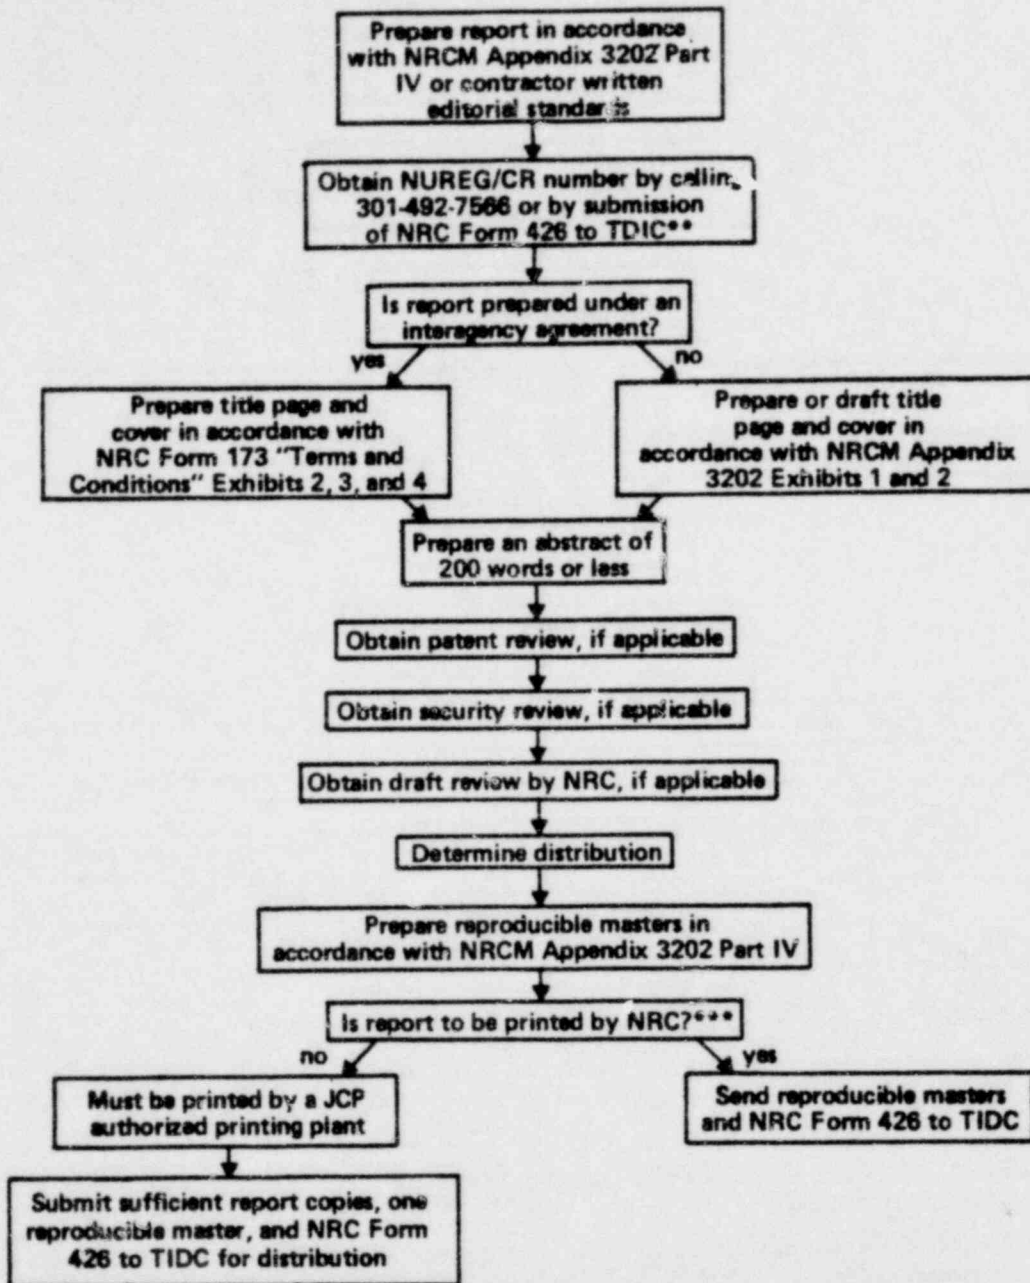 Prepare report in accordance
with NRCM Appendix 3202 Part
IV or contractor written
editorial standards
Obtain NUREG/CR number by calling,
301-492-7566 or by submission
of NRC Form 426 to TDIC**
Is report prepared under an
interagency agreement?
yes
no
Prepare title page and
cover in accordance with
NRC Form 173 "Terms and
Conditions" Exhibits 2, 3, and 4
Prepare or draft title
page and cover in
accordance with NRCM Appendix
3202 Exhibits 1 and 2
Prepare an abstract of
200 words or less
Obtain patent review, if applicable
Obtain security review, if applicable
Obtain draft review by NRC, if applicable
Determine distribution
Prepare reproducible masters in
accordance with NRCM Appendix 3202 Part IV
Is report to be printed by NRC?***
no
yes
Must be printed by a JCP
authorized printing plant
Send reproducible masters
and NRC Form 426 to TIDC
Submit sufficient report copies, one
reproducible master, and NRC Form
426 to TIDC for distribution